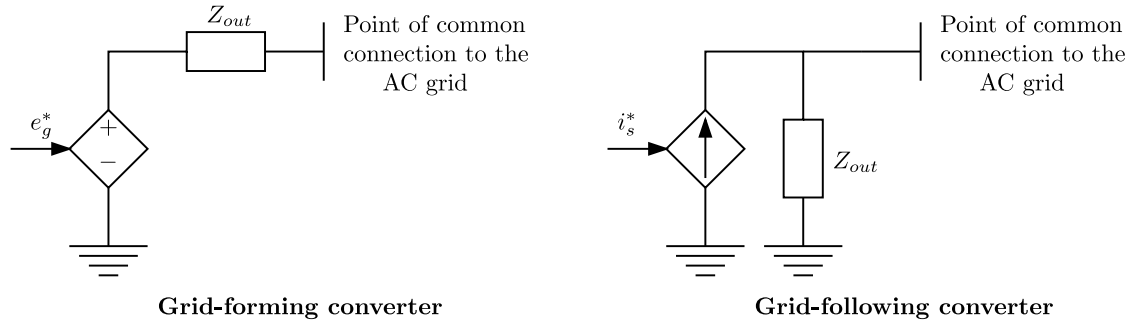 Z_out
Point of common
connection to the
AC grid
e_g^*
+
−
Grid-forming converter
Point of common
connection to the
AC grid
i_s^*
Z_out
Grid-following converter